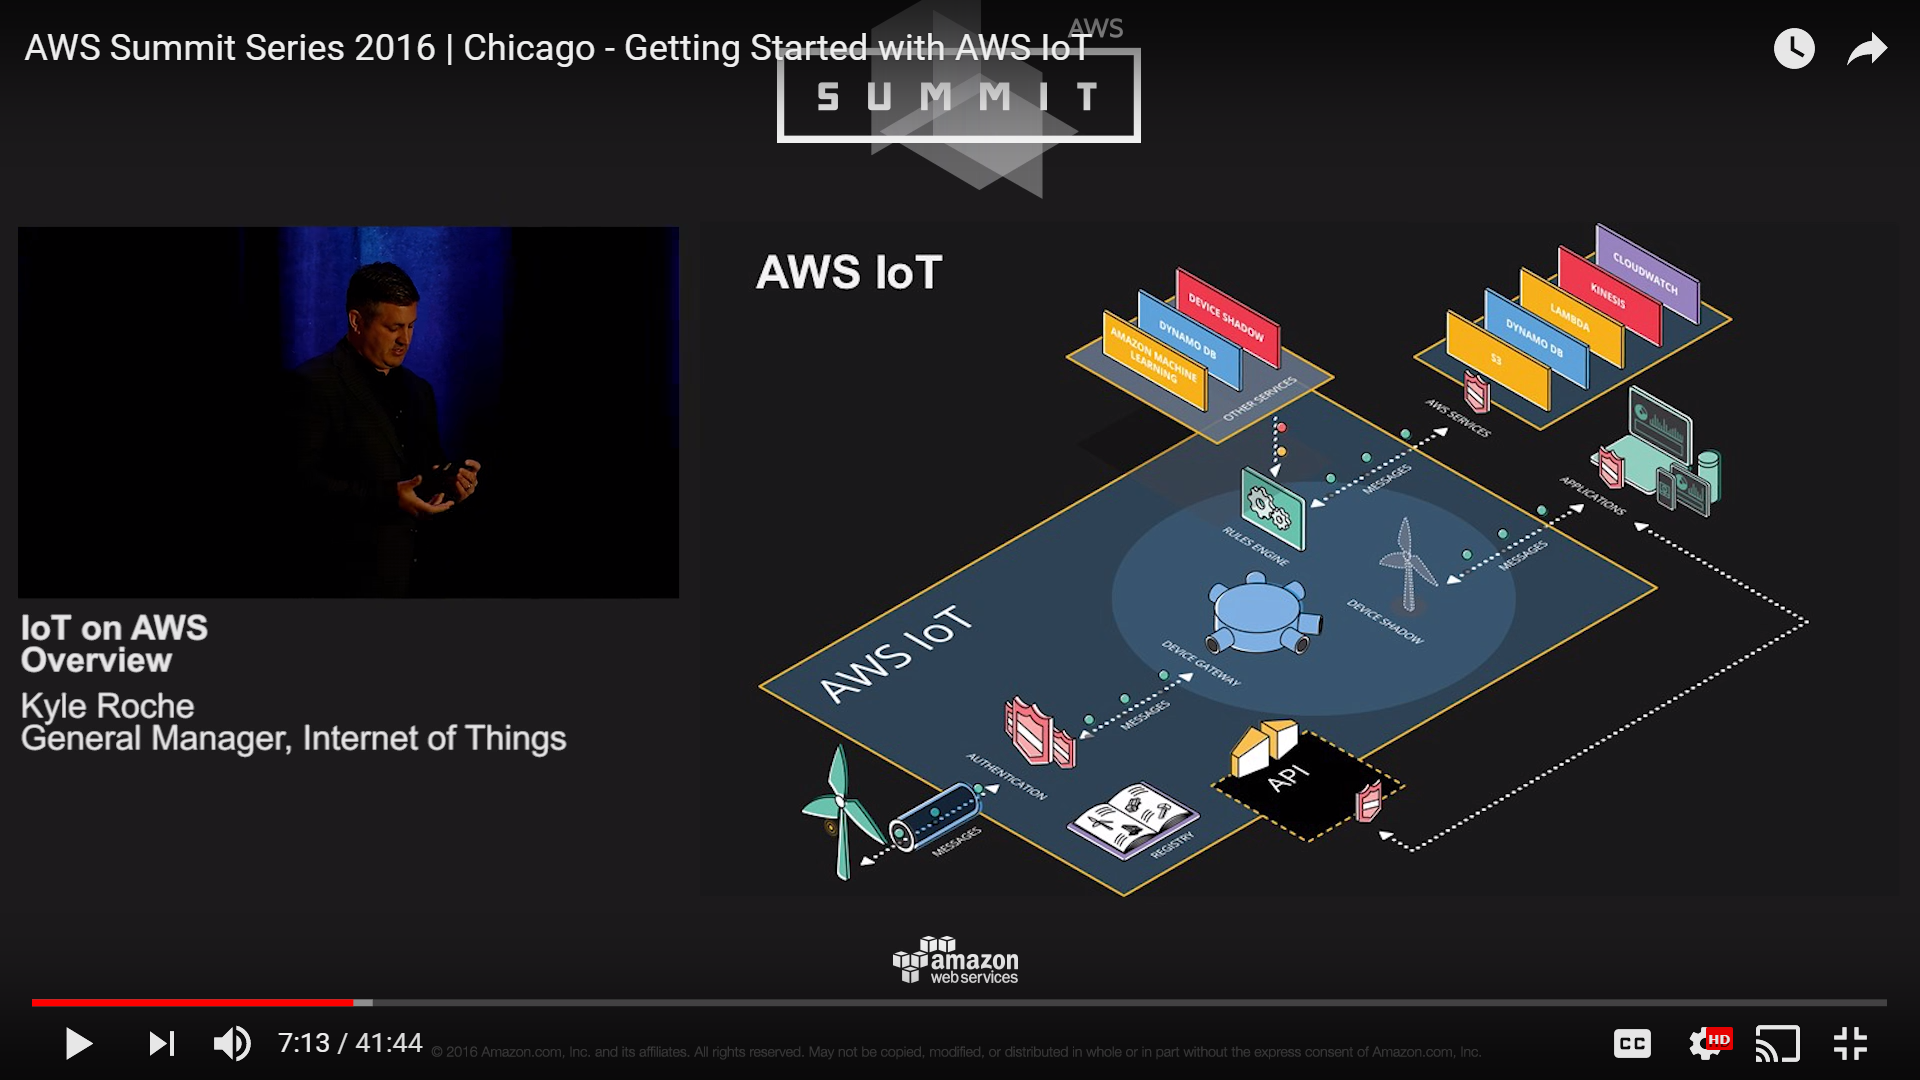 AWS Summit Series 2016 | Chicago - Getting Started with AWS IoT
AWS
SUMMIT
AWS IoT
DEVICE SHADOW
DYNAMO DB
AMAZON MACHINE
LEARNING
OTHER SERVICES
CLOUDWATCH
KINESIS
LAMBDA
DYNAMO DB
S3
AWS SERVICES
MESSAGES
APPLICATIONS
MESSAGES
RULES ENGINE
DEVICE SHADOW
DEVICE GATEWAY
AWS IoT
MESSAGES
AUTHENTICATION
MESSAGES
REGISTRY
API
IoT on AWS
Overview
Kyle Roche
General Manager, Internet of Things
amazon
web services
7:13 / 41:44
© 2016 Amazon.com, Inc. and its affiliates. All rights reserved. May not be copied, modified, or distributed in whole or in part without the express consent of Amazon.com, Inc.
CC
HD